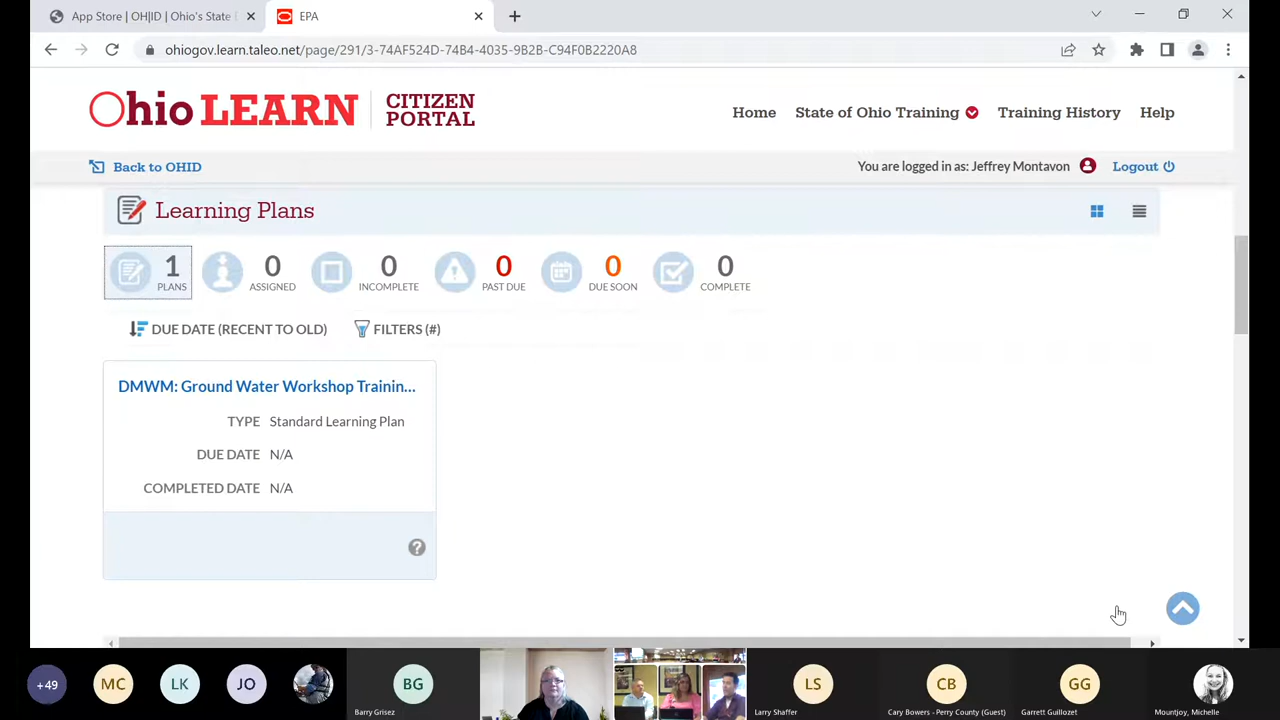 App Store | OH|ID | Ohio's State
EPA
ohiogov.learn.taleo.net/page/291/3-74AF524D-74B4-4035-9B2B-C94F0B2220A8
Ohio LEARN
CITIZEN
PORTAL
Home
State of Ohio Training
Training History
Help
Back to OHID
You are logged in as: Jeffrey Montavon
Logout
Learning Plans
1
PLANS
0
ASSIGNED
0
INCOMPLETE
0
PAST DUE
0
DUE SOON
0
COMPLETE
DUE DATE (RECENT TO OLD)
FILTERS (#)
DMWM: Ground Water Workshop Trainin...
TYPE Standard Learning Plan
DUE DATE N/A
COMPLETED DATE N/A
?
+49
MC
LK
JO
BG
Barry Grisez
LS
Larry Shaffer
CB
Cary Bowers - Perry County (Guest)
GG
Garrett Guillozet
Mountjoy, Michelle